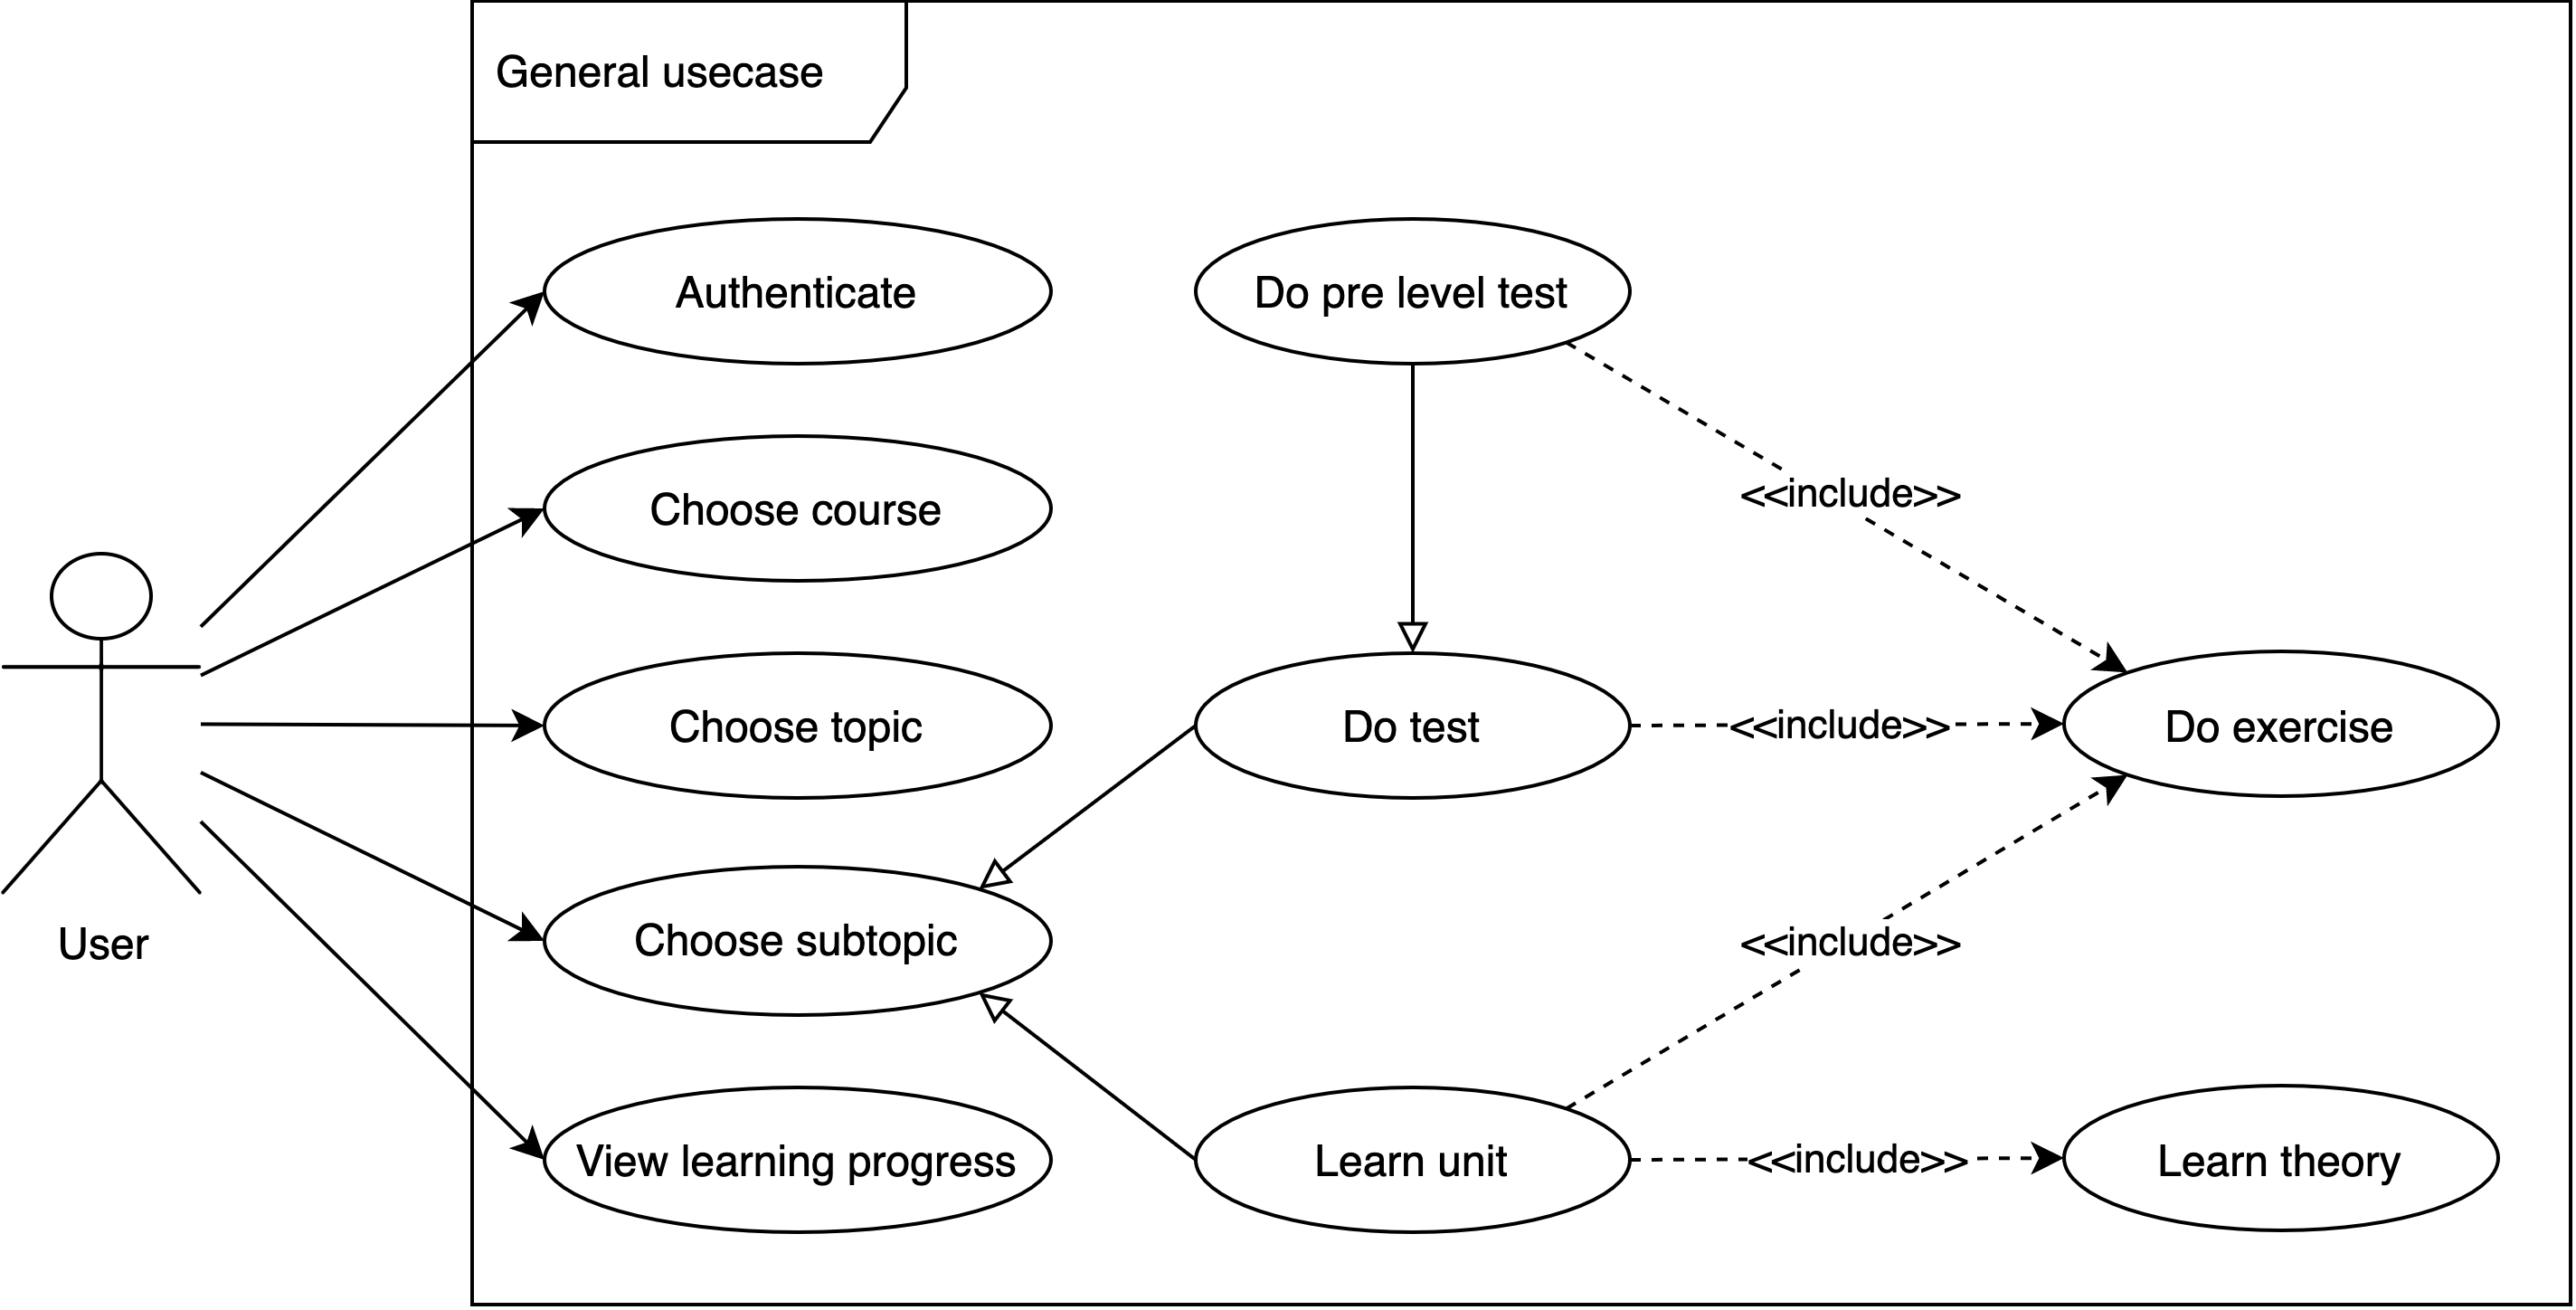 General usecase
Authenticate
Do pre level test
Choose course
<<include>>
Choose topic
Do test
<<include>>
Do exercise
User
Choose subtopic
<<include>>
View learning progress
Learn unit
<<include>>
Learn theory